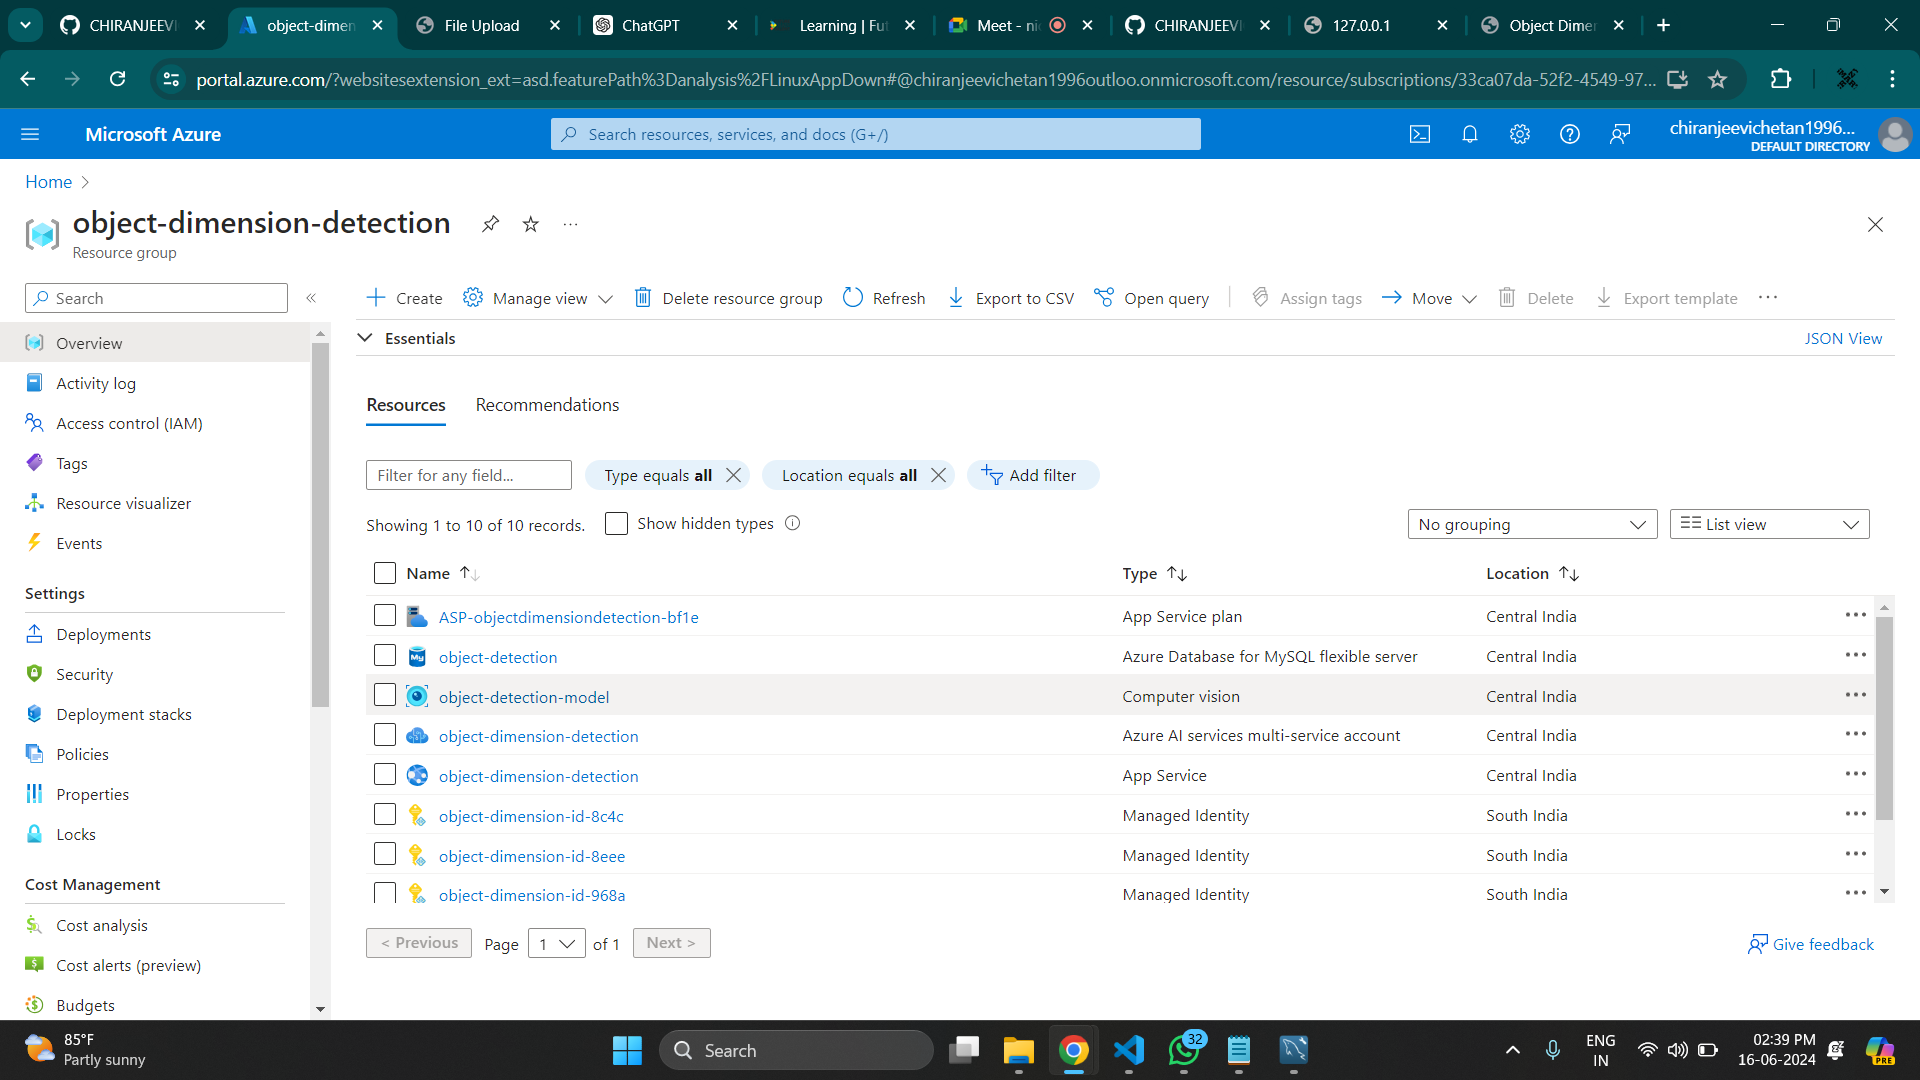 CHIRANJEEVI
object-dimen
File Upload
ChatGPT
Learning | Fut
Meet - ni
CHIRANJEEVI
127.0.0.1
Object Dimer
portal.azure.com/?websitesextension_ext=asd.featurePath%3Danalysis%2FLinuxAppDown#@chiranjeevichetan1996outloo.onmicrosoft.com/resource/subscriptions/33ca07da-52f2-4549-97...
Microsoft Azure
Search resources, services, and docs (G+/)
chiranjeevichetan1996...
DEFAULT DIRECTORY
Home
object-dimension-detection
Resource group
Search
Create
Manage view
Delete resource group
Refresh
Export to CSV
Open query
Assign tags
Move
Delete
Export template
Overview
Activity log
Access control (IAM)
Tags
Resource visualizer
Events
Settings
Deployments
Security
Deployment stacks
Policies
Properties
Locks
Cost Management
Cost analysis
Cost alerts (preview)
Budgets
Essentials
JSON View
Resources
Recommendations
Filter for any field...
Type equals all
Location equals all
Add filter
Showing 1 to 10 of 10 records.
Show hidden types
No grouping
List view
Name
Type
Location
ASP-objectdimensiondetection-bf1e
App Service plan
Central India
object-detection
Azure Database for MySQL flexible server
Central India
object-detection-model
Computer vision
Central India
object-dimension-detection
Azure AI services multi-service account
Central India
object-dimension-detection
App Service
Central India
object-dimension-id-8c4c
Managed Identity
South India
object-dimension-id-8eee
Managed Identity
South India
object-dimension-id-968a
Managed Identity
South India
< Previous
Page
1
of 1
Next >
Give feedback
85°F
Partly sunny
Search
32
ENG
IN
02:39 PM
16-06-2024
PRE